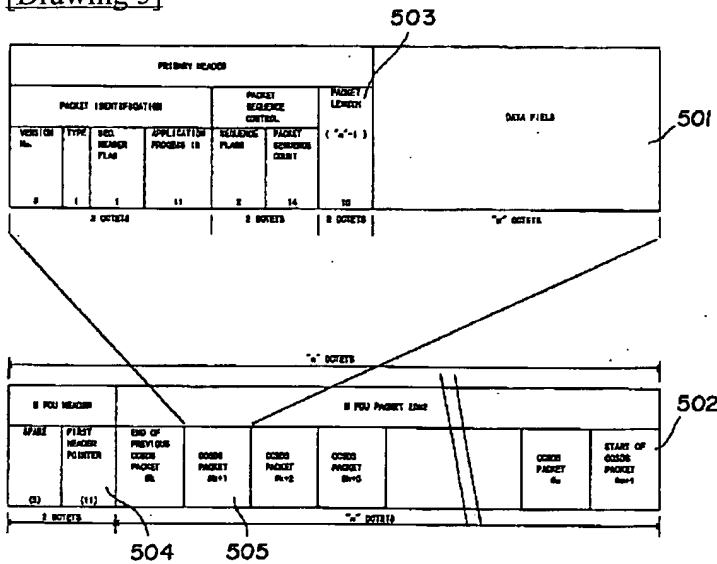 [Drawing 5]
503
PRIMARY HEADER
PACKET IDENTIFICATION
PACKET SEQUENCE CONTROL
PACKET LENGTH
( "n"-1 )
DATA FIELD
501
VERSION No.
TYPE
SEC. HEADER FLAG
APPLICATION PROCESS ID
SEQUENCE FLAGS
PACKET SEQUENCE COUNT
3
1
1
11
2
14
16
2 OCTETS
2 OCTETS
2 OCTETS
"n" OCTETS
"n" OCTETS
M PDU HEADER
M PDU PACKET ZONE
502
SPARE
FIRST HEADER POINTER
END OF PREVIOUS CCSDS PACKET
CCSDS PACKET
CCSDS PACKET
CCSDS PACKET
CCSDS PACKET
START OF CCSDS PACKET
(5)
(11)
2 OCTETS
OCTETS
504
505